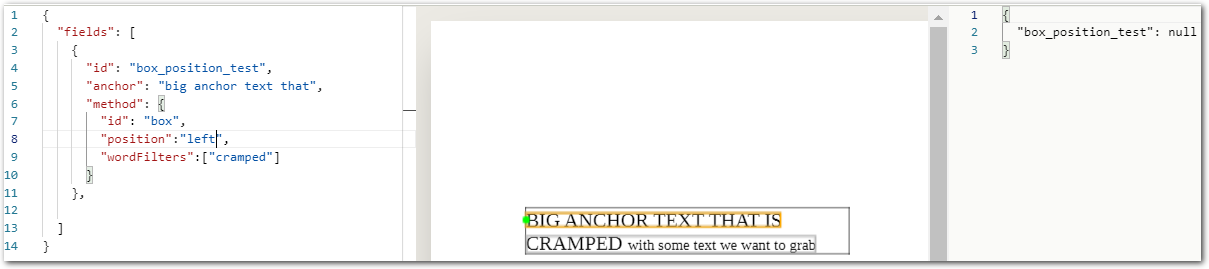 1 {
2 "fields": [
3 {
4 "id": "box_position_test",
5 "anchor": "big anchor text that",
6 "method": {
7 "id": "box",
8 "position":"left",
9 "wordFilters":["cramped"]
10 }
11 },
12
13 ]
14 }
BIG ANCHOR TEXT THAT IS
CRAMPED with some text we want to grab
1 {
2 "box_position_test": null
3 }